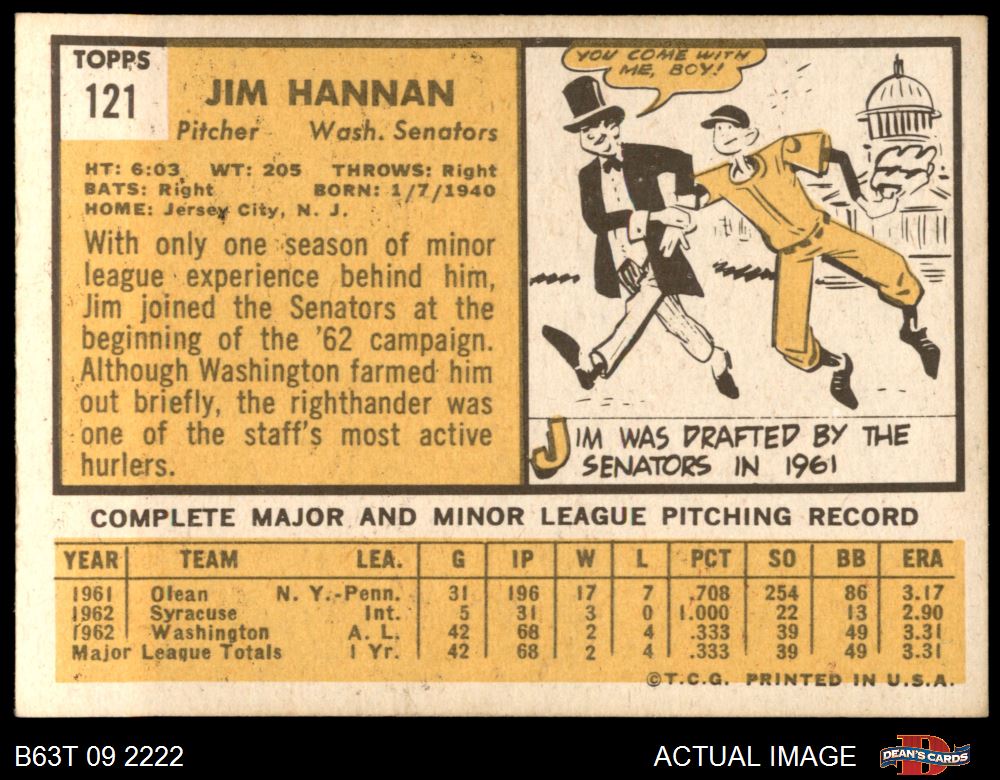 TOPPS
121
JIM HANNAN
Pitcher Wash. Senators
HT: 6:03 WT: 205 THROWS: Right
BATS: Right BORN: 1/7/1940
HOME: Jersey City, N. J.
With only one season of minor
league experience behind him,
Jim joined the Senators at the
beginning of the '62 campaign.
Although Washington farmed him
out briefly, the righthander was
one of the staff's most active
hurlers.
YOU COME WITH
ME, BOY!
JIM WAS DRAFTED BY THE
SENATORS IN 1961
COMPLETE MAJOR AND MINOR LEAGUE PITCHING RECORD
YEAR TEAM LEA. G IP W L PCT SO BB ERA
1961 Olean N. Y.-Penn. 31 196 17 7 .708 254 86 3.17
1962 Syracuse Int. 5 31 3 0 1.000 22 13 2.90
1962 Washington A. L. 42 68 2 4 .333 39 49 3.31
Major League Totals 1 Yr. 42 68 2 4 .333 39 49 3.31
©T.C.G. PRINTED IN U.S.A.
B63T 09 2222 ACTUAL IMAGE DEAN'S CARDS